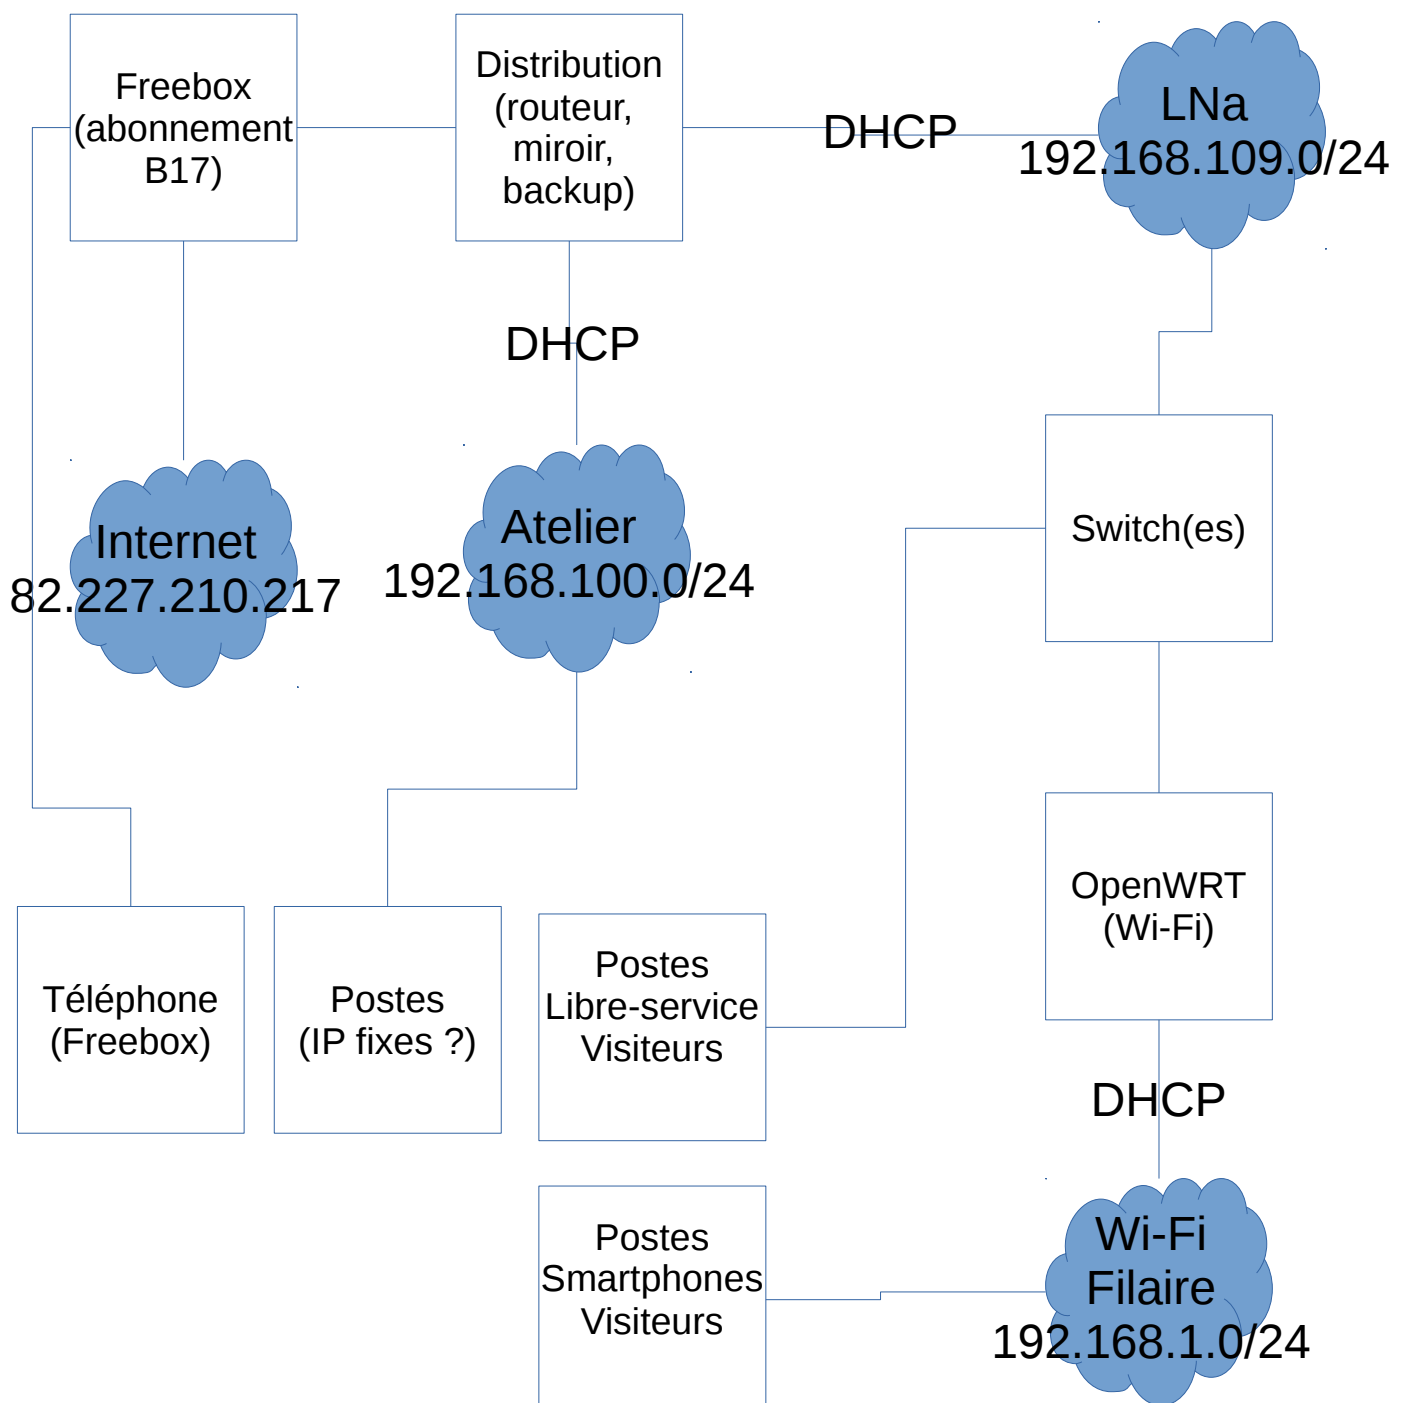 Freebox
(abonnement
B17)
Distribution
(routeur,
miroir,
backup)
DHCP
LNa
192.168.109.0/24
DHCP
Internet
82.227.210.217
Atelier
192.168.100.0/24
Switch(es)
OpenWRT
(Wi-Fi)
Téléphone
(Freebox)
Postes
(IP fixes ?)
Postes
Libre-service
Visiteurs
DHCP
Postes
Smartphones
Visiteurs
Wi-Fi
Filaire
192.168.1.0/24